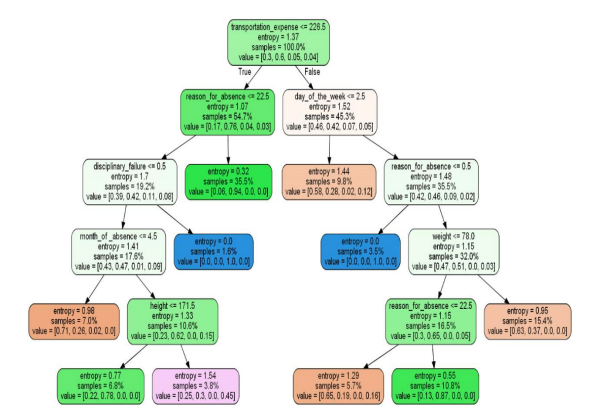 transportation_expense <= 226.5
entropy = 1.37
samples = 100.0%
value = [0.3, 0.6, 0.05, 0.04]
True
False
reason_for_absence <= 22.5
entropy = 1.07
samples = 54.7%
value = [0.17, 0.76, 0.04, 0.03]
day_of_the_week <= 2.5
entropy = 1.52
samples = 45.3%
value = [0.46, 0.42, 0.07, 0.05]
disciplinary_failure <= 0.5
entropy = 1.7
samples = 19.2%
value = [0.39, 0.42, 0.11, 0.08]
entropy = 0.32
samples = 35.5%
value = [0.06, 0.94, 0.0, 0.0]
entropy = 1.44
samples = 9.8%
value = [0.58, 0.28, 0.02, 0.12]
reason_for_absence <= 0.5
entropy = 1.48
samples = 35.5%
value = [0.42, 0.46, 0.09, 0.02]
month_of_absence <= 4.5
entropy = 1.41
samples = 17.6%
value = [0.43, 0.47, 0.01, 0.09]
entropy = 0.0
samples = 1.6%
value = [0.0, 0.0, 1.0, 0.0]
entropy = 0.0
samples = 3.5%
value = [0.0, 0.0, 1.0, 0.0]
weight <= 78.0
entropy = 1.15
samples = 32.0%
value = [0.47, 0.51, 0.0, 0.03]
entropy = 0.98
samples = 7.0%
value = [0.71, 0.26, 0.02, 0.0]
height <= 171.5
entropy = 1.33
samples = 10.6%
value = [0.23, 0.62, 0.0, 0.15]
reason_for_absence <= 22.5
entropy = 1.15
samples = 16.5%
value = [0.3, 0.65, 0.0, 0.05]
entropy = 0.95
samples = 15.4%
value = [0.63, 0.37, 0.0, 0.0]
entropy = 0.77
samples = 6.8%
value = [0.22, 0.78, 0.0, 0.0]
entropy = 1.54
samples = 3.8%
value = [0.25, 0.3, 0.0, 0.45]
entropy = 1.29
samples = 5.7%
value = [0.65, 0.19, 0.0, 0.16]
entropy = 0.55
samples = 10.8%
value = [0.13, 0.87, 0.0, 0.0]